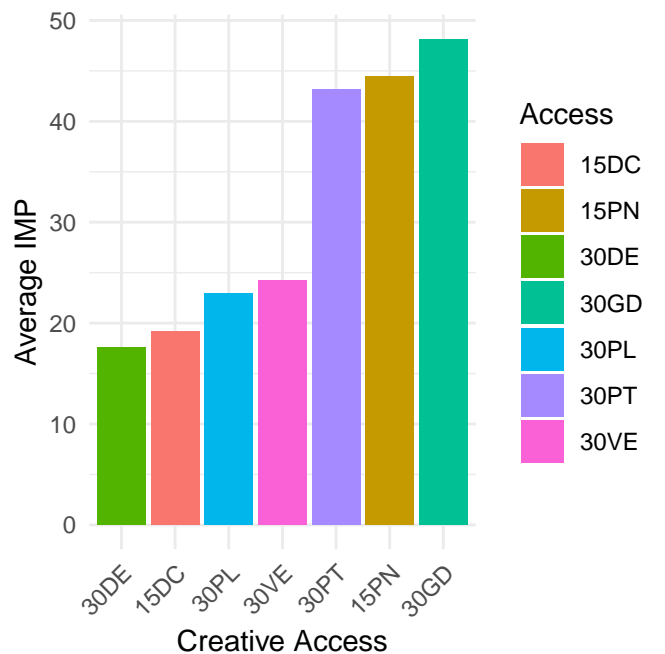 50
40
30
20
10
0
Average IMP
30DE
15DC
30PL
30VE
30PT
15PN
30GD
Creative Access
Access
15DC
15PN
30DE
30GD
30PL
30PT
30VE